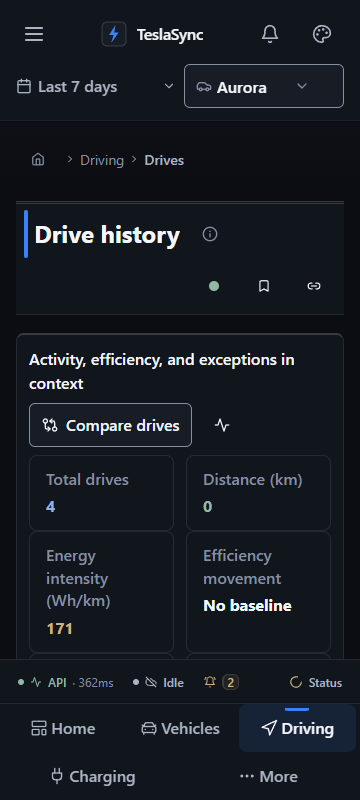 TeslaSync
Last 7 days
Aurora
Driving
Drives
Drive history
Activity, efficiency, and exceptions in
context
Compare drives
Total drives
4
Distance (km)
0
Energy
intensity
(Wh/km)
171
Efficiency
movement
No baseline
API · 362ms
Idle
2
Status
Home
Vehicles
Driving
Charging
More